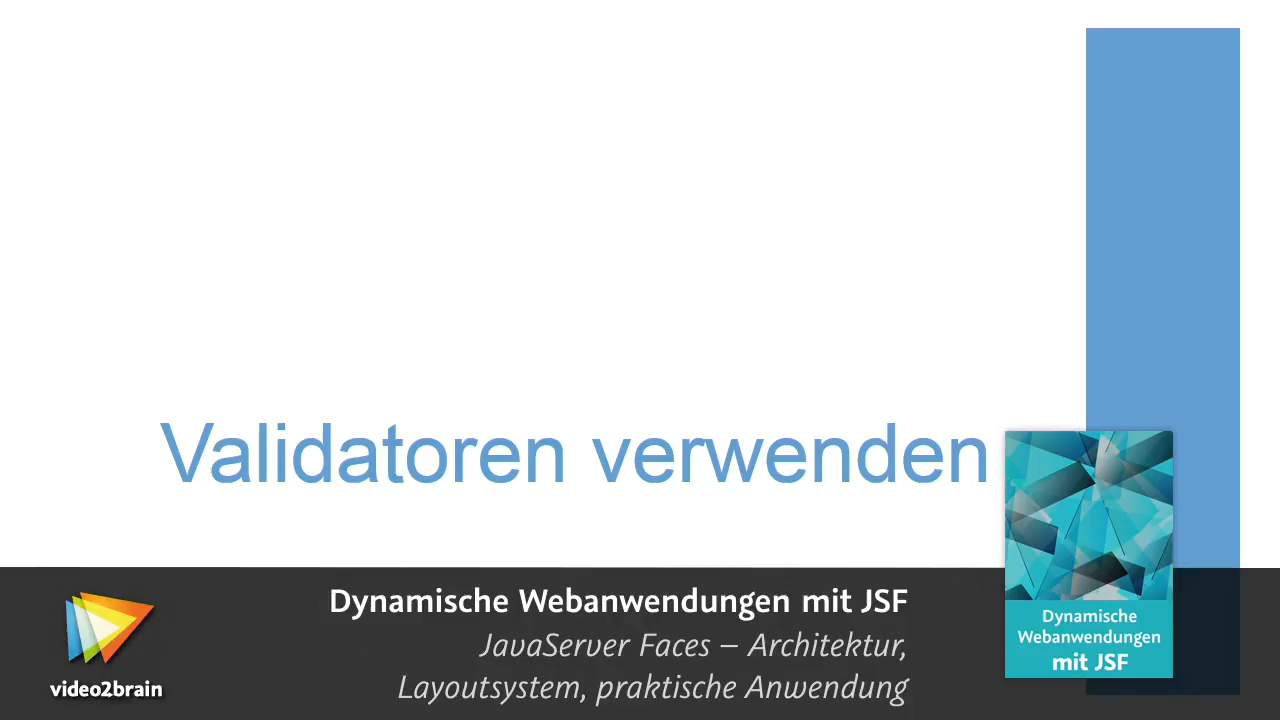 Validatoren verwenden
Dynamische Webanwendungen mit JSF
JavaServer Faces – Architektur,
Layoutsystem, praktische Anwendung
Dynamische
Webanwendungen
mit JSF
video2brain